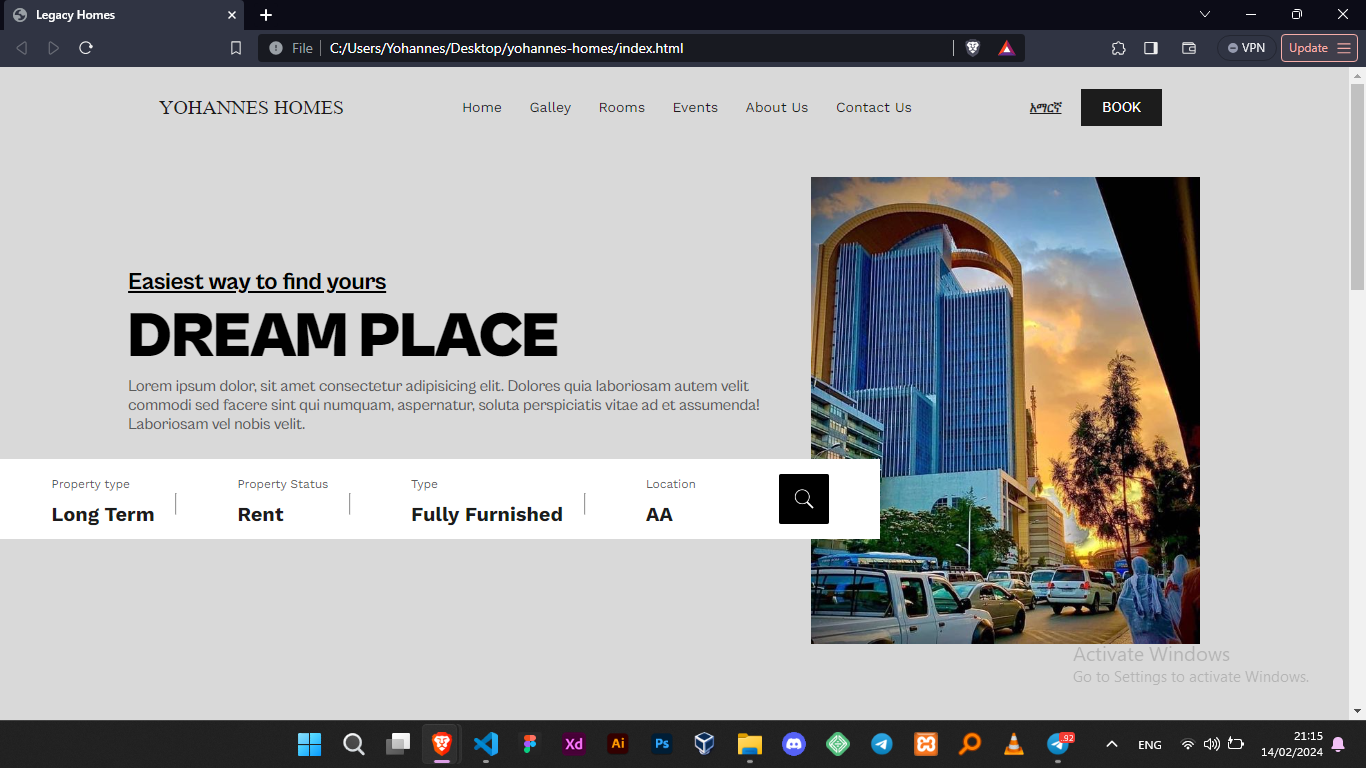 Legacy Homes
File C:/Users/Yohannes/Desktop/yohannes-homes/index.html
VPN
Update
YOHANNES HOMES
Home Galley Rooms Events About Us Contact Us
አማርኛ
BOOK
Easiest way to find yours
DREAM PLACE
Lorem ipsum dolor, sit amet consectetur adipisicing elit. Dolores quia laboriosam autem velit
commodi sed facere sint qui numquam, aspernatur, soluta perspiciatis vitae ad et assumenda!
Laboriosam vel nobis velit.
Property type Property Status Type Location
Long Term Rent Fully Furnished AA
Activate Windows
Go to Settings to activate Windows.
Xd Ai Ps
92
ENG
21:15
14/02/2024